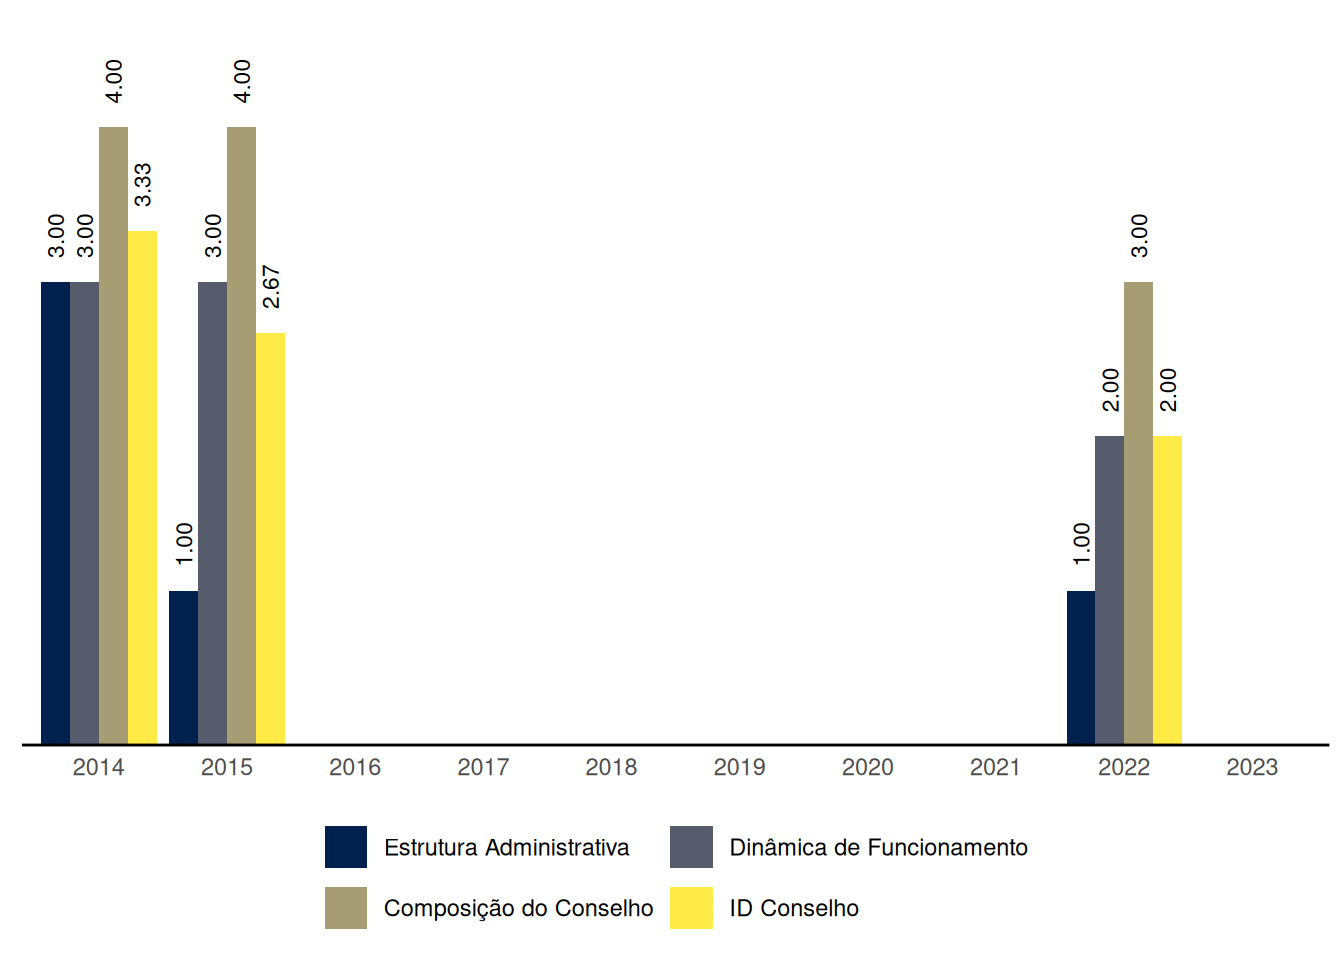 4.00 4.00
3.33
3.00 3.00 3.00 3.00
2.67
2.00 2.00
1.00 1.00
2014 2015 2016 2017 2018 2019 2020 2021 2022 2023
Estrutura Administrativa Dinâmica de Funcionamento
Composição do Conselho ID Conselho